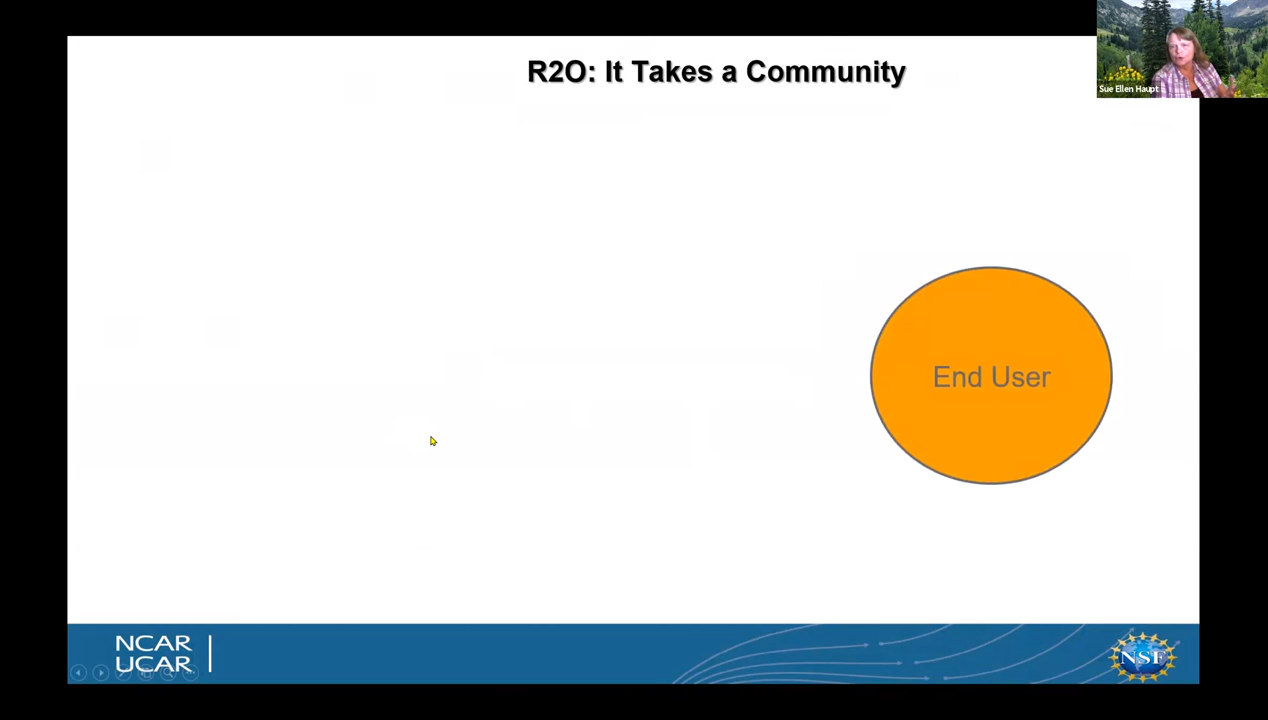 R2O: It Takes a Community
Sue Ellen Haupt
End User
NCAR
UCAR
NSF